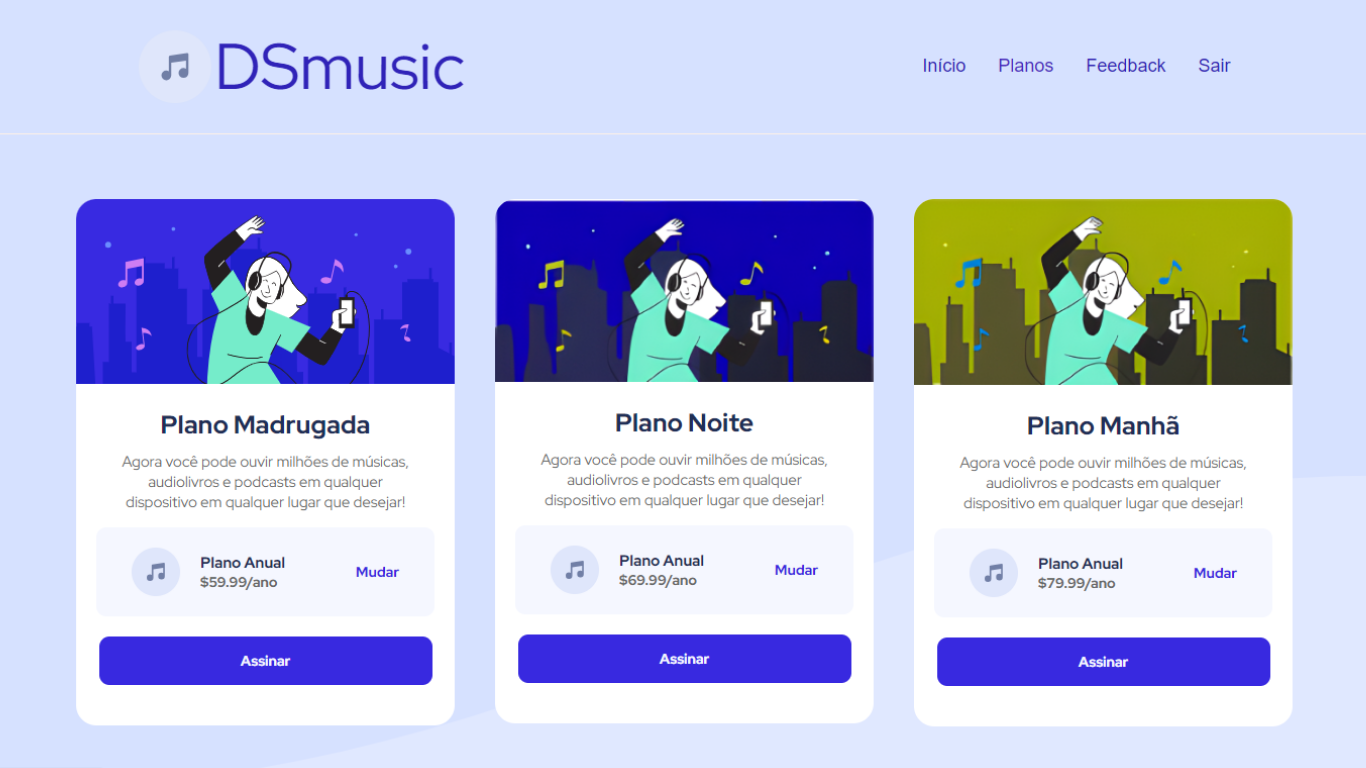 DSmusic
Início Planos Feedback Sair
Plano Madrugada
Agora você pode ouvir milhões de músicas,
audiolivros e podcasts em qualquer
dispositivo em qualquer lugar que desejar!
Plano Anual
$59.99/ano
Mudar
Assinar
Plano Noite
Agora você pode ouvir milhões de músicas,
audiolivros e podcasts em qualquer
dispositivo em qualquer lugar que desejar!
Plano Anual
$69.99/ano
Mudar
Assinar
Plano Manhã
Agora você pode ouvir milhões de músicas,
audiolivros e podcasts em qualquer
dispositivo em qualquer lugar que desejar!
Plano Anual
$79.99/ano
Mudar
Assinar